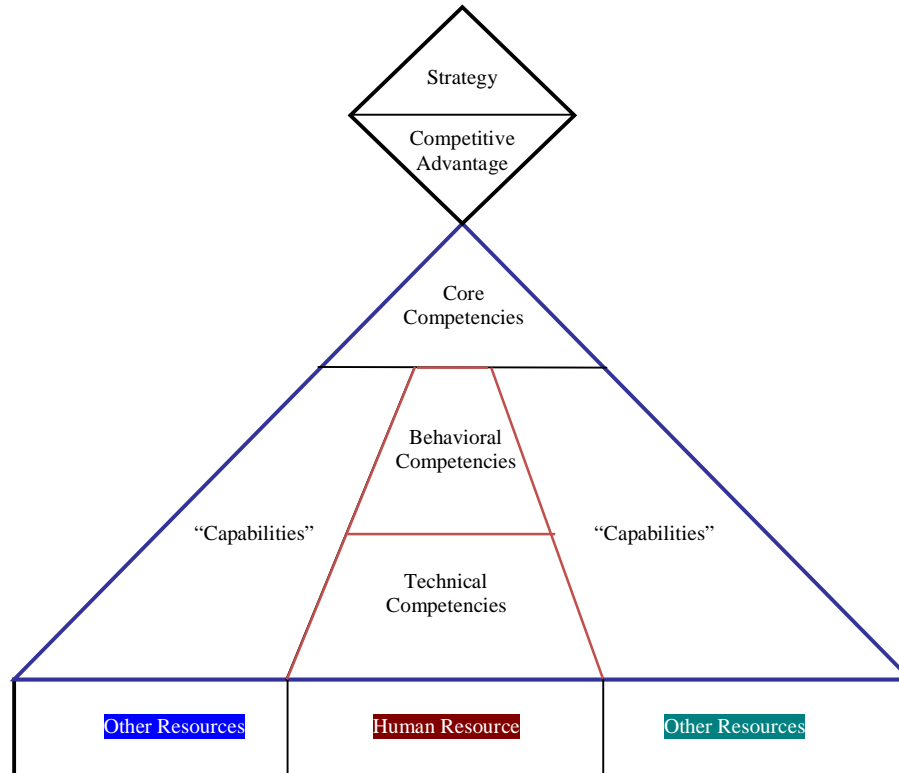 Strategy
Competitive
Advantage
Core
Competencies
Behavioral
Competencies
“Capabilities”
“Capabilities”
Technical
Competencies
Other Resources
Human Resource
Other Resources